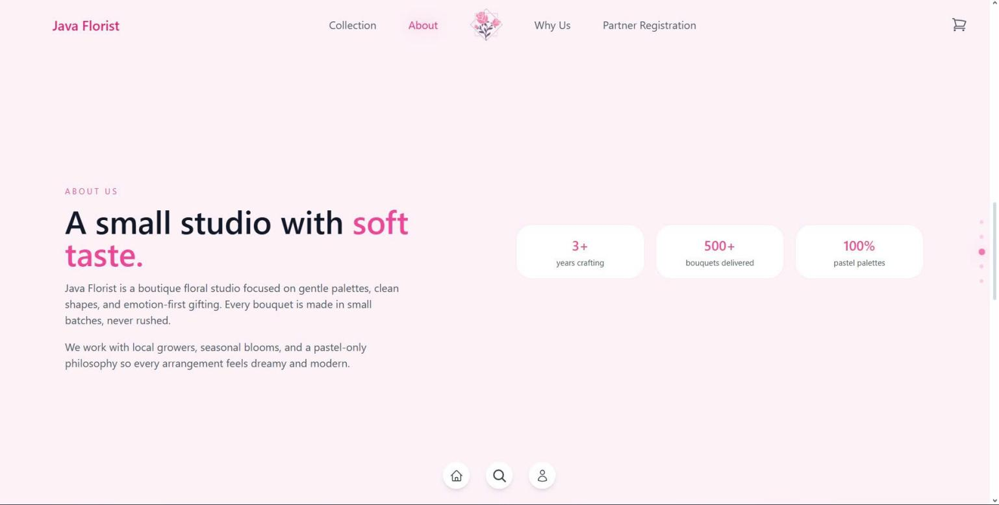 Java Florist
Collection
About
Why Us
Partner Registration
ABOUT US
A small studio with soft
taste.
Java Florist is a boutique floral studio focused on gentle palettes, clean
shapes, and emotion-first gifting. Every bouquet is made in small
batches, never rushed.
We work with local growers, seasonal blooms, and a pastel-only
philosophy so every arrangement feels dreamy and modern.
3+
years crafting
500+
bouquets delivered
100%
pastel palettes